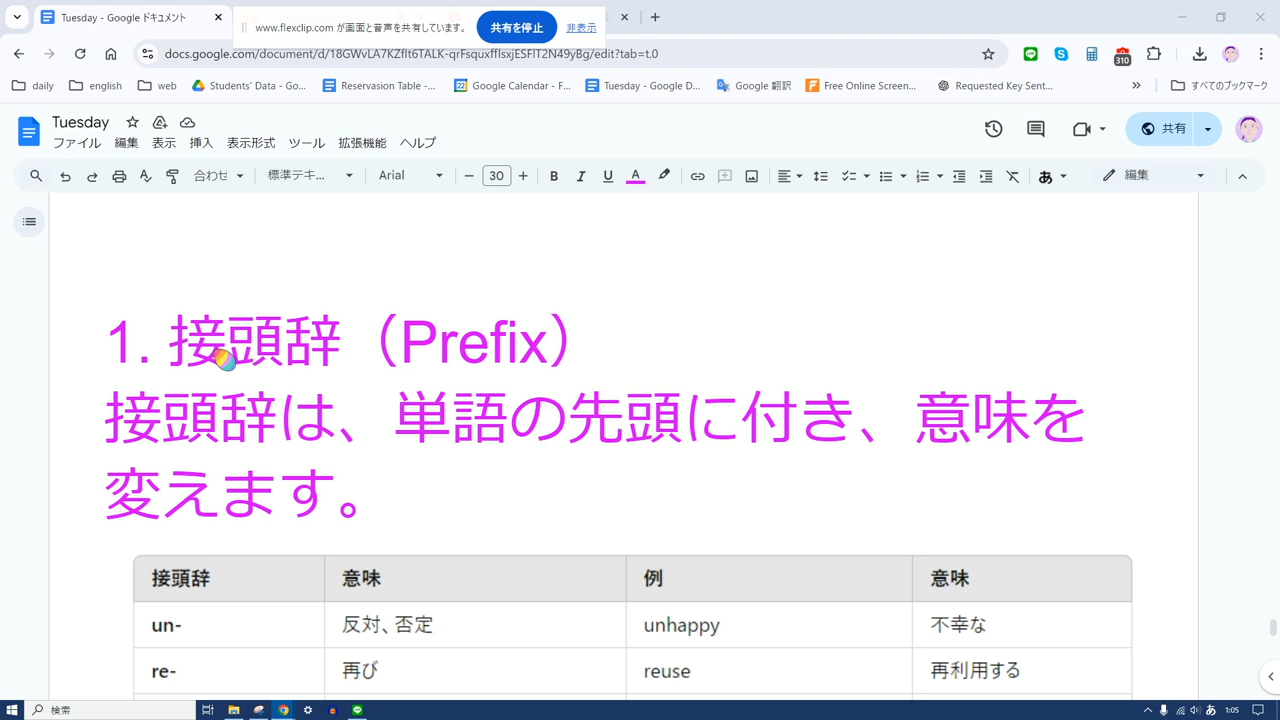 Tuesday - Google ドキュメント
www.flexclip.com が画面と音声を共有しています。 共有を停止 非表示
docs.google.com/document/d/18GWyLA7KZfIt6TALK-qrFsquxfflsxjESFlT2N49yBg/edit?tab=t.0
310
daily english web Students' Data - Go... Reservasion Table -... Google Calendar - F... Tuesday - Google D... Google 翻訳 Free Online Screen... Requested Key Sent... » すべてのブックマーク
Tuesday
ファイル 編集 表示 挿入 表示形式 ツール 拡張機能 ヘルプ
共有
合わせ 標準テキ... Arial 30 B I U A あ 編集
1. 接頭辞（Prefix）
接頭辞は、単語の先頭に付き、意味を
変えます。
接頭辞 意味 例 意味
un- 反対、否定 unhappy 不幸な
re- 再び reuse 再利用する
検索 あ 1:05